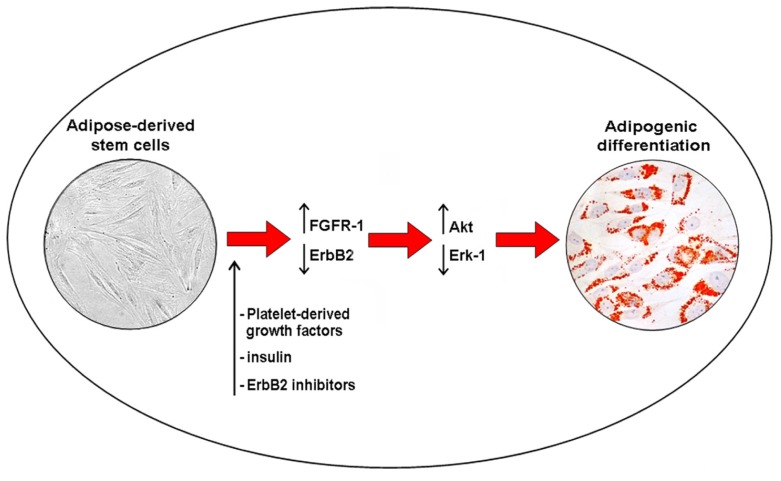 Adipose-derived
stem cells
Adipogenic
differentiation
FGFR-1
ErbB2
Akt
Erk-1
- Platelet-derived
growth factors
- insulin
- ErbB2 inhibitors